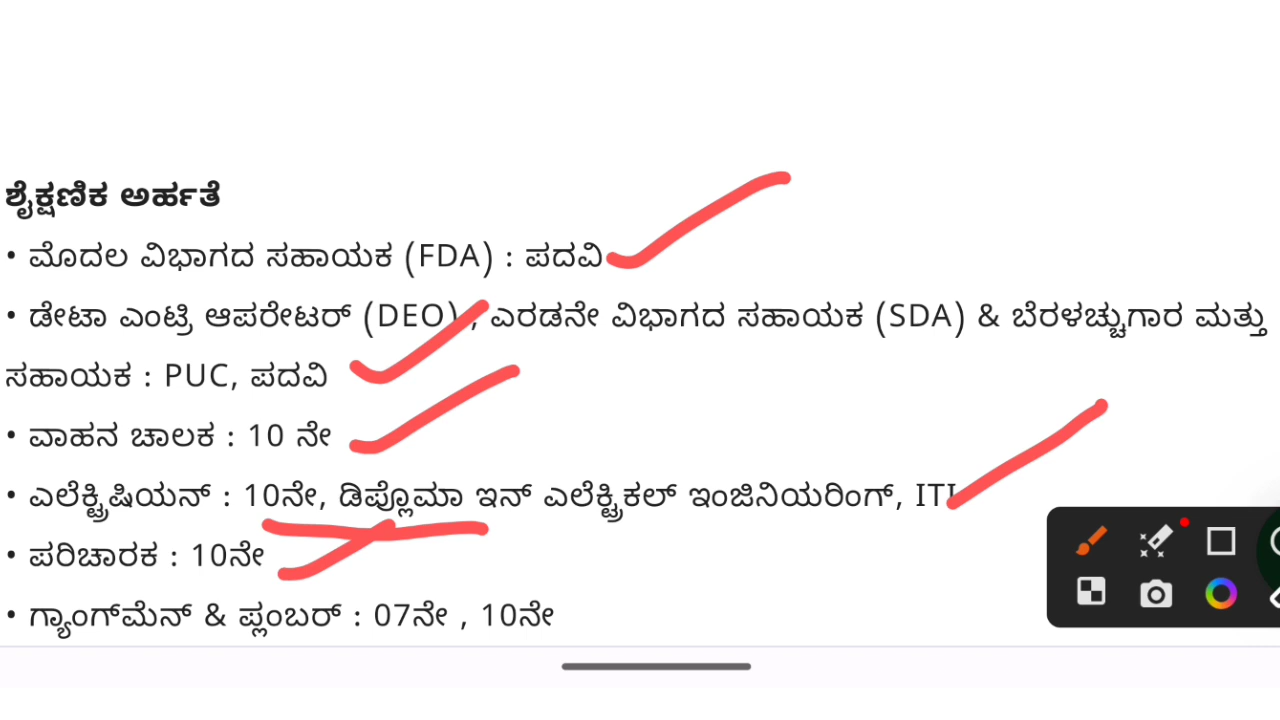 ಶೈಕ್ಷಣಿಕ ಅರ್ಹತೆ
• ಮೊದಲ ವಿಭಾಗದ ಸಹಾಯಕ (FDA) : ಪದವಿ
• ಡೇಟಾ ಎಂಟ್ರಿ ಆಪರೇಟರ್ (DEO) , ಎರಡನೇ ವಿಭಾಗದ ಸಹಾಯಕ (SDA) & ಬೆರಳಚ್ಚುಗಾರ ಮತ್ತು
ಸಹಾಯಕ : PUC, ಪದವಿ
• ವಾಹನ ಚಾಲಕ : 10 ನೇ
• ಎಲೆಕ್ಟ್ರಿಷಿಯನ್ : 10ನೇ, ಡಿಪ್ಲೊಮಾ ಇನ್ ಎಲೆಕ್ಟ್ರಿಕಲ್ ಇಂಜಿನಿಯರಿಂಗ್, ITI
• ಪರಿಚಾರಕ : 10ನೇ
• ಗ್ಯಾಂಗ್‌ಮೆನ್ & ಪ್ಲಂಬರ್ : 07ನೇ , 10ನೇ